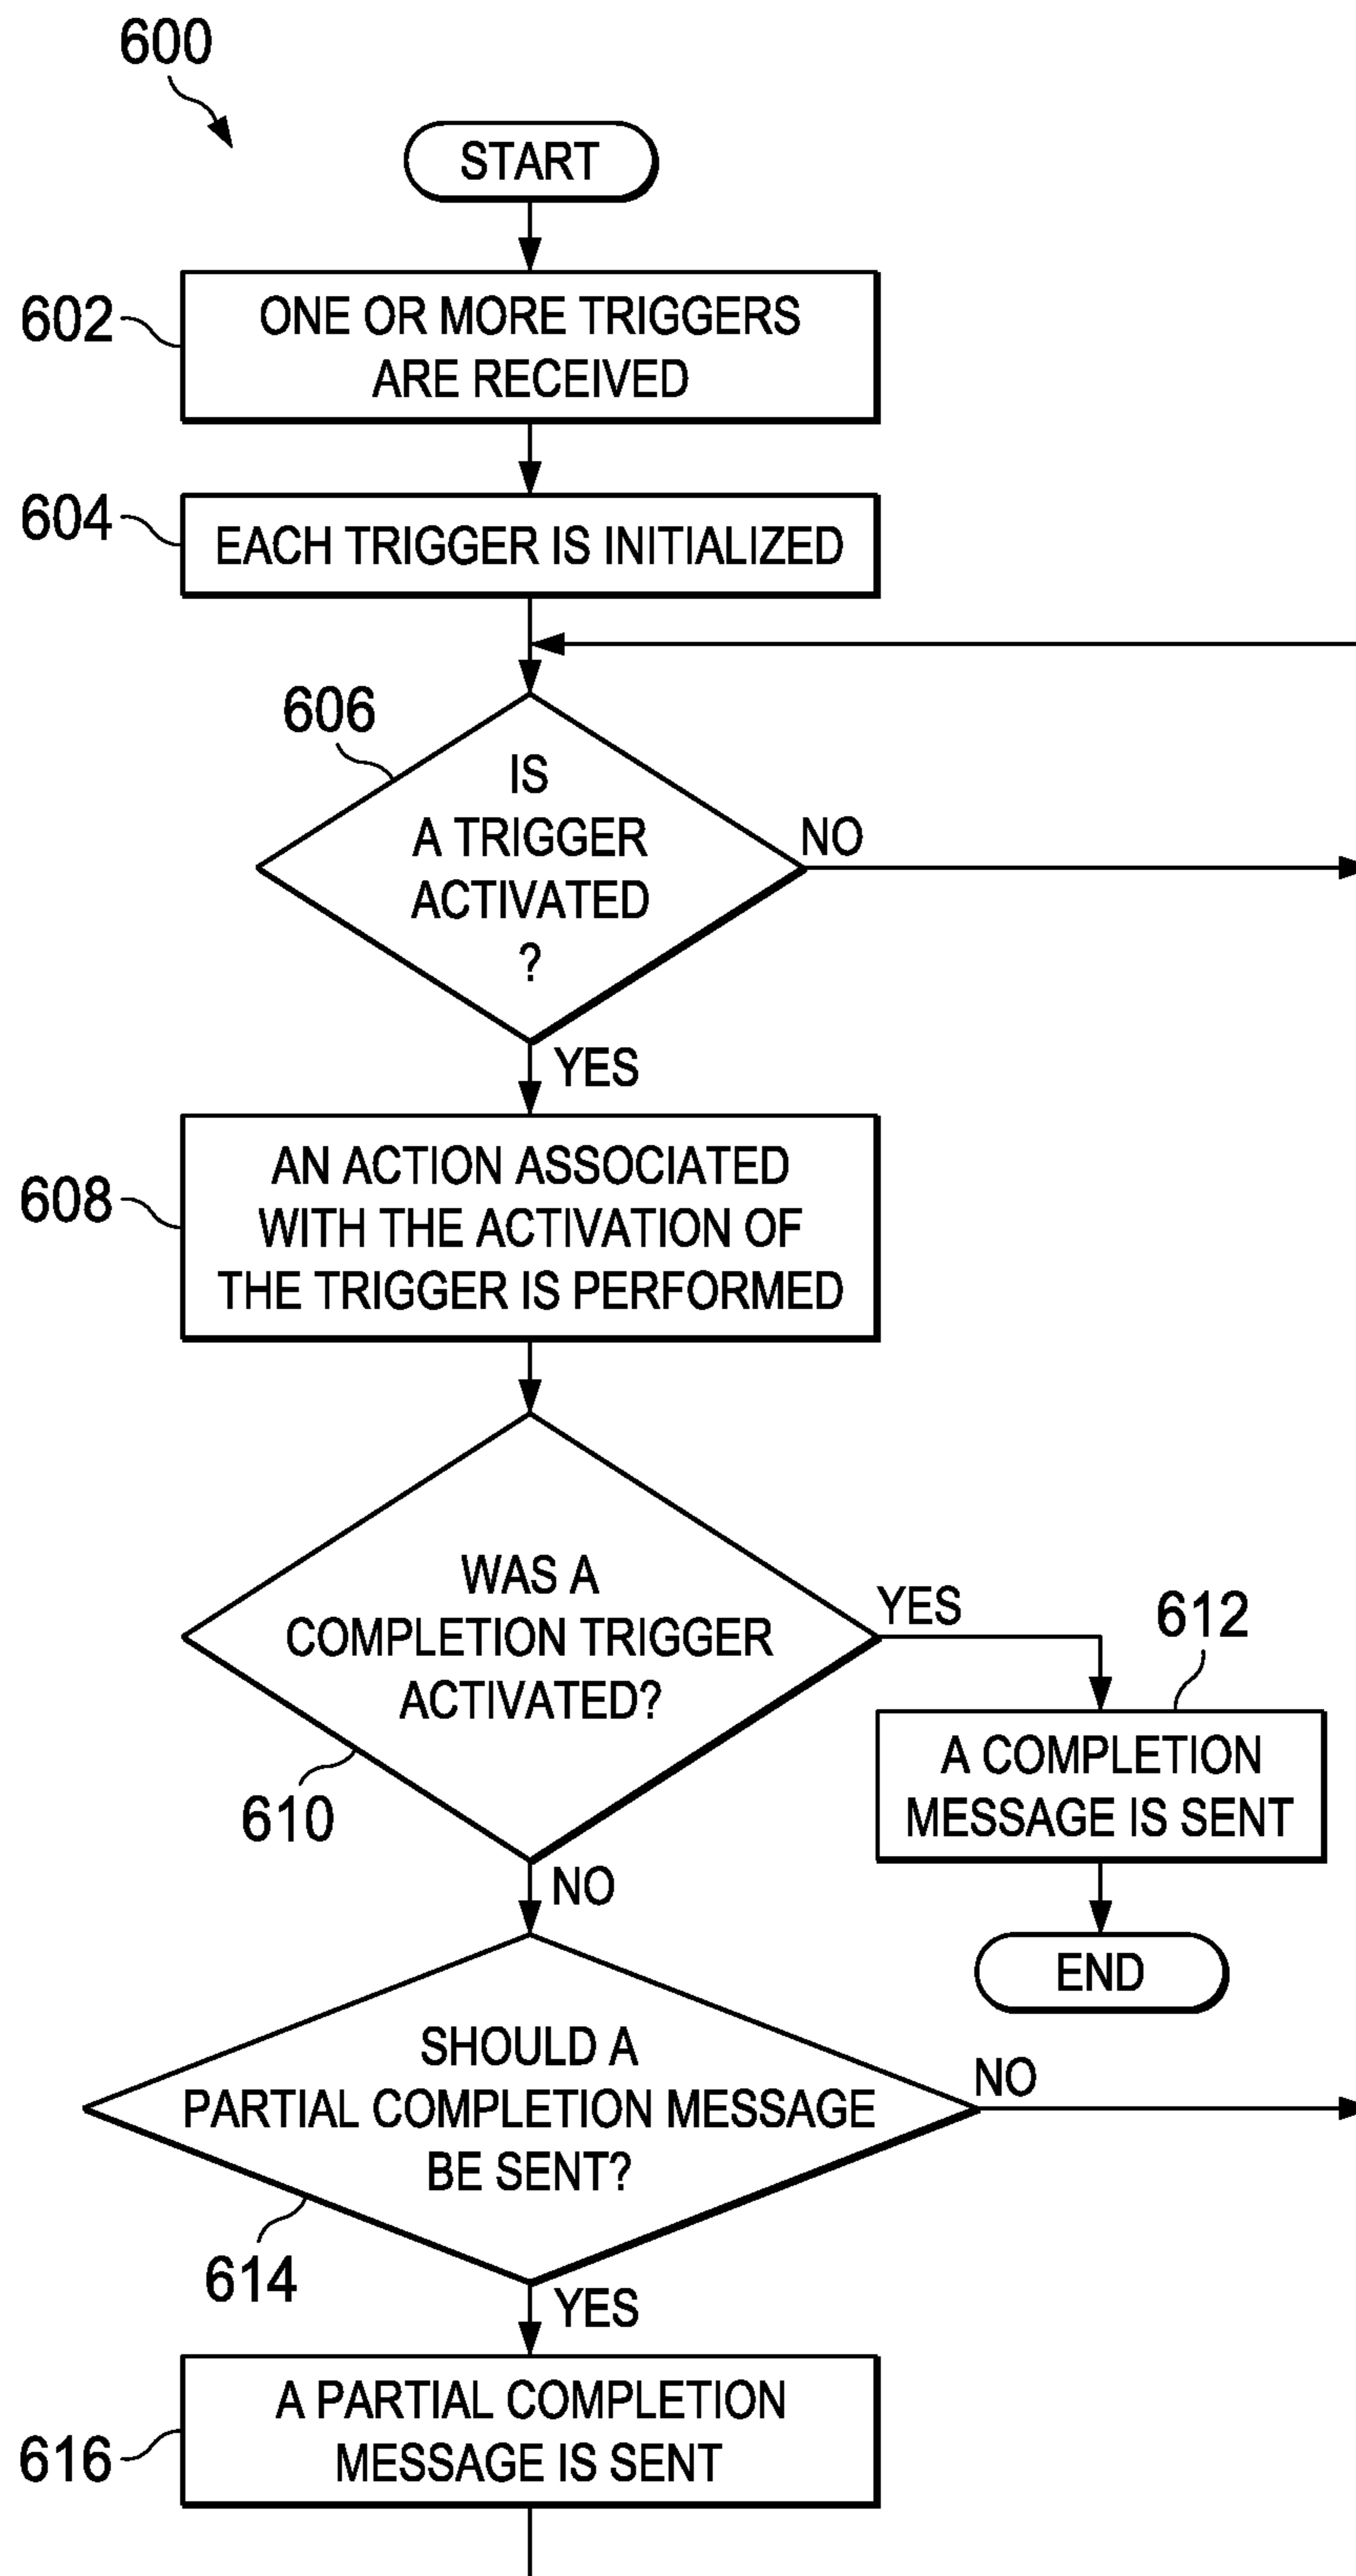 600
START
602
ONE OR MORE TRIGGERS
ARE RECEIVED
604
EACH TRIGGER IS INITIALIZED
606
IS
A TRIGGER
ACTIVATED
?
NO
YES
608
AN ACTION ASSOCIATED
WITH THE ACTIVATION OF
THE TRIGGER IS PERFORMED
WAS A
COMPLETION TRIGGER
ACTIVATED?
YES
612
610
A COMPLETION
MESSAGE IS SENT
NO
END
SHOULD A
PARTIAL COMPLETION MESSAGE
BE SENT?
NO
614
YES
616
A PARTIAL COMPLETION
MESSAGE IS SENT